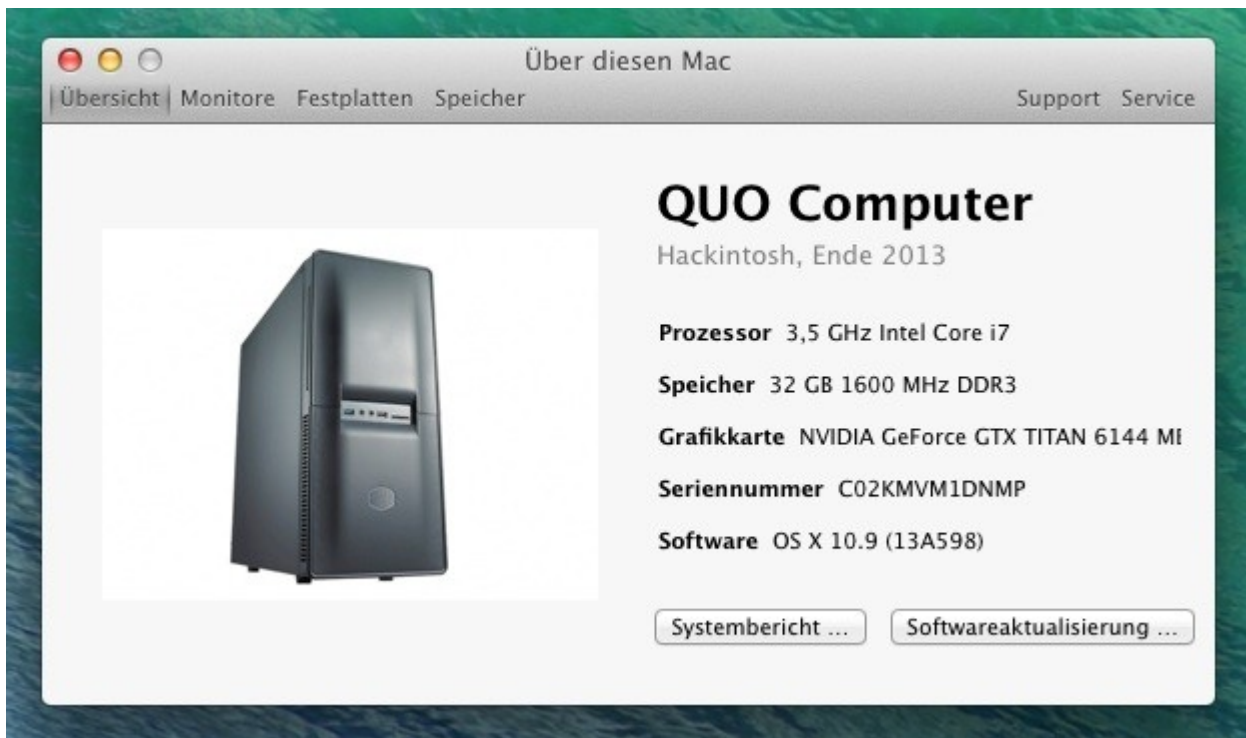 Über diesen Mac
Übersicht Monitore Festplatten Speicher Support Service
QUO Computer
Hackintosh, Ende 2013
Prozessor 3,5 GHz Intel Core i7
Speicher 32 GB 1600 MHz DDR3
Grafikkarte NVIDIA GeForce GTX TITAN 6144 MB
Seriennummer C02KMVM1DNMP
Software OS X 10.9 (13A598)
Systembericht ... Softwareaktualisierung ...